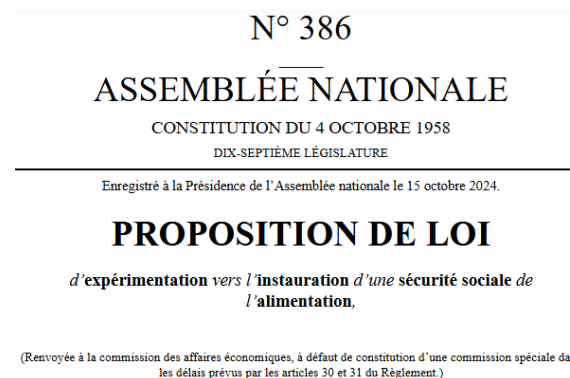 N° 386
ASSEMBLÉE NATIONALE
CONSTITUTION DU 4 OCTOBRE 1958
DIX-SEPTIÈME LÉGISLATURE
Enregistré à la Présidence de l’Assemblée nationale le 15 octobre 2024.
PROPOSITION DE LOI
d’expérimentation vers l’instauration d’une sécurité sociale de
l’alimentation,
(Renvoyée à la commission des affaires économiques, à défaut de constitution d’une commission spéciale da
les délais prévus par les articles 30 et 31 du Règlement.)